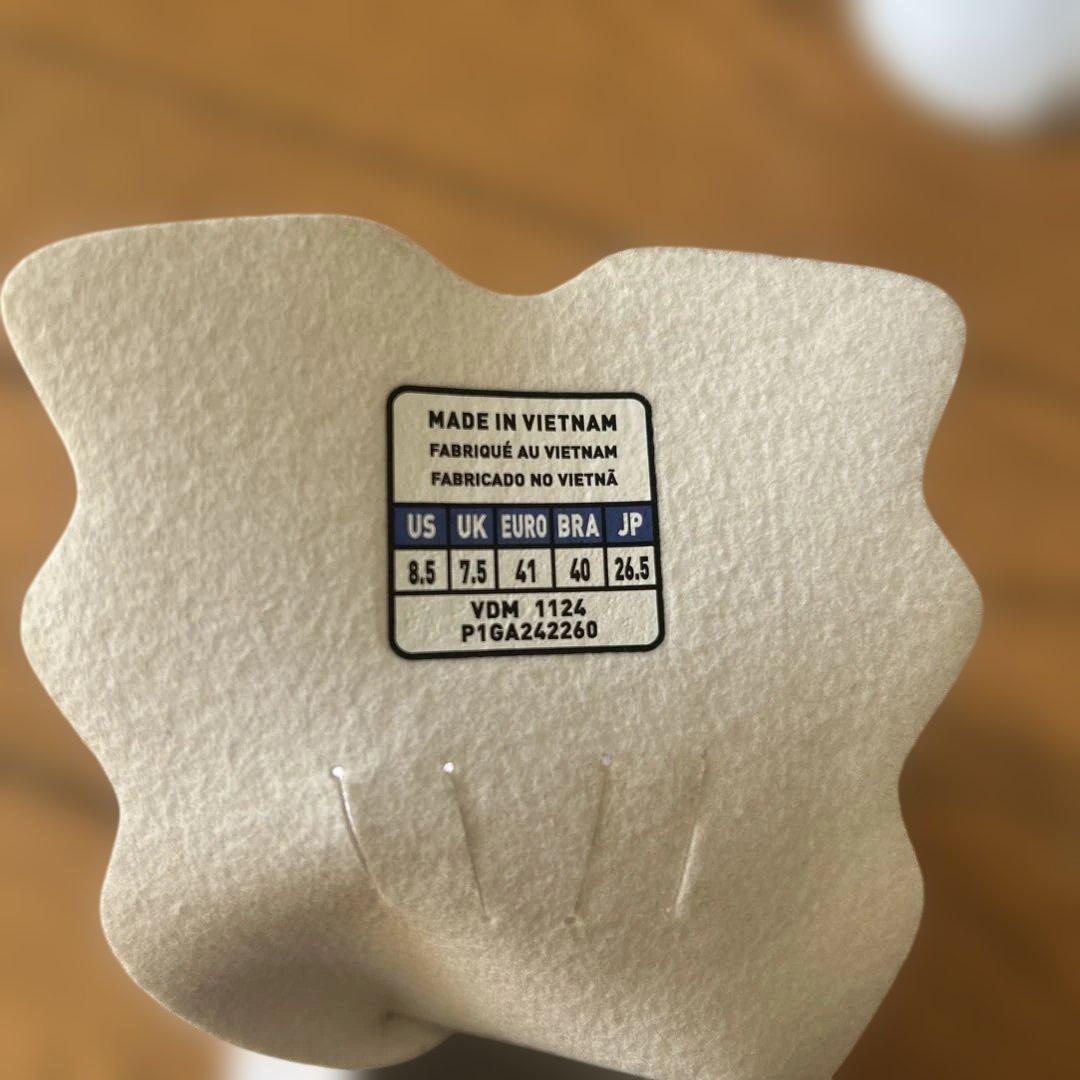 MADE IN VIETNAM
FABRIQUÉ AU VIETNAM
FABRICADO NO VIETNÃ
US UK EURO BRA JP
8.5 7.5 41 40 26.5
VDM 1124
P1GA242260